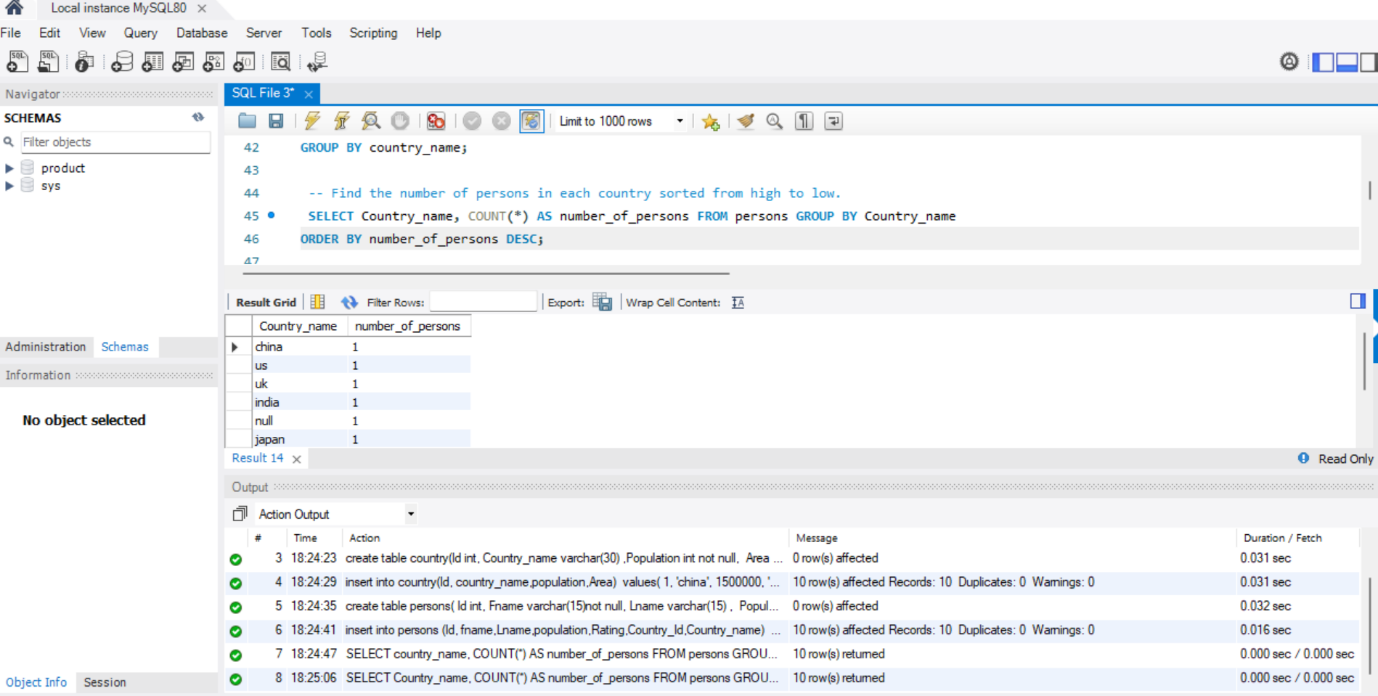 Local instance MySQL80 ×
File Edit View Query Database Server Tools Scripting Help
Navigator
SCHEMAS
Filter objects
product
sys
Administration Schemas
Information
No object selected
Object Info Session
SQL File 3* ×
Limit to 1000 rows
42 GROUP BY country_name;
43
44 -- Find the number of persons in each country sorted from high to low.
45 SELECT Country_name, COUNT(*) AS number_of_persons FROM persons GROUP BY Country_name
46 ORDER BY number_of_persons DESC;
47
Result Grid Filter Rows: Export: Wrap Cell Content:
Country_name number_of_persons
china 1
us 1
uk 1
india 1
null 1
japan 1
Result 14 × Read Only
Output
Action Output
# Time Action Message Duration / Fetch
3 18:24:23 create table country(Id int, Country_name varchar(30) ,Population int not null, Area ... 0 row(s) affected 0.031 sec
4 18:24:29 insert into country(Id, country_name,population,Area) values( 1, 'china', 1500000, '... 10 row(s) affected Records: 10 Duplicates: 0 Warnings: 0 0.031 sec
5 18:24:35 create table persons( Id int, Fname varchar(15)not null, Lname varchar(15) , Popul... 0 row(s) affected 0.032 sec
6 18:24:41 insert into persons (Id, fname,Lname,population,Rating,Country_Id,Country_name) ... 10 row(s) affected Records: 10 Duplicates: 0 Warnings: 0 0.016 sec
7 18:24:47 SELECT country_name, COUNT(*) AS number_of_persons FROM persons GROU... 10 row(s) returned 0.000 sec / 0.000 sec
8 18:25:06 SELECT Country_name, COUNT(*) AS number_of_persons FROM persons GROU... 10 row(s) returned 0.000 sec / 0.000 sec